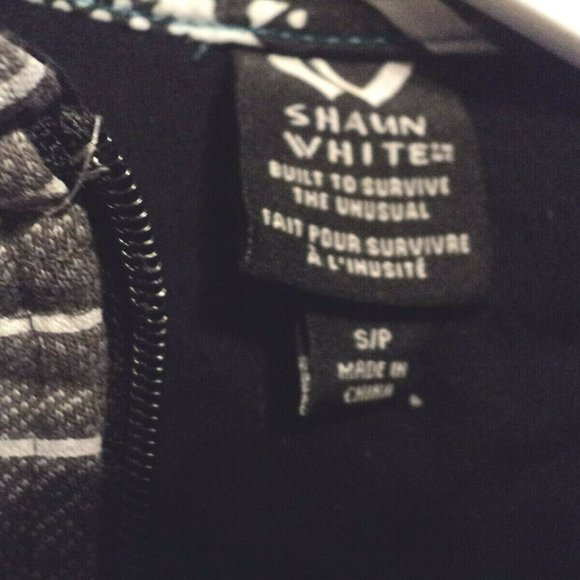 SHAUN
WHITE
BUILT TO SURVIVE
THE UNUSUAL
FAIT POUR SURVIVRE
À L'INUSITÉ
S/P
MADE IN
CHINA